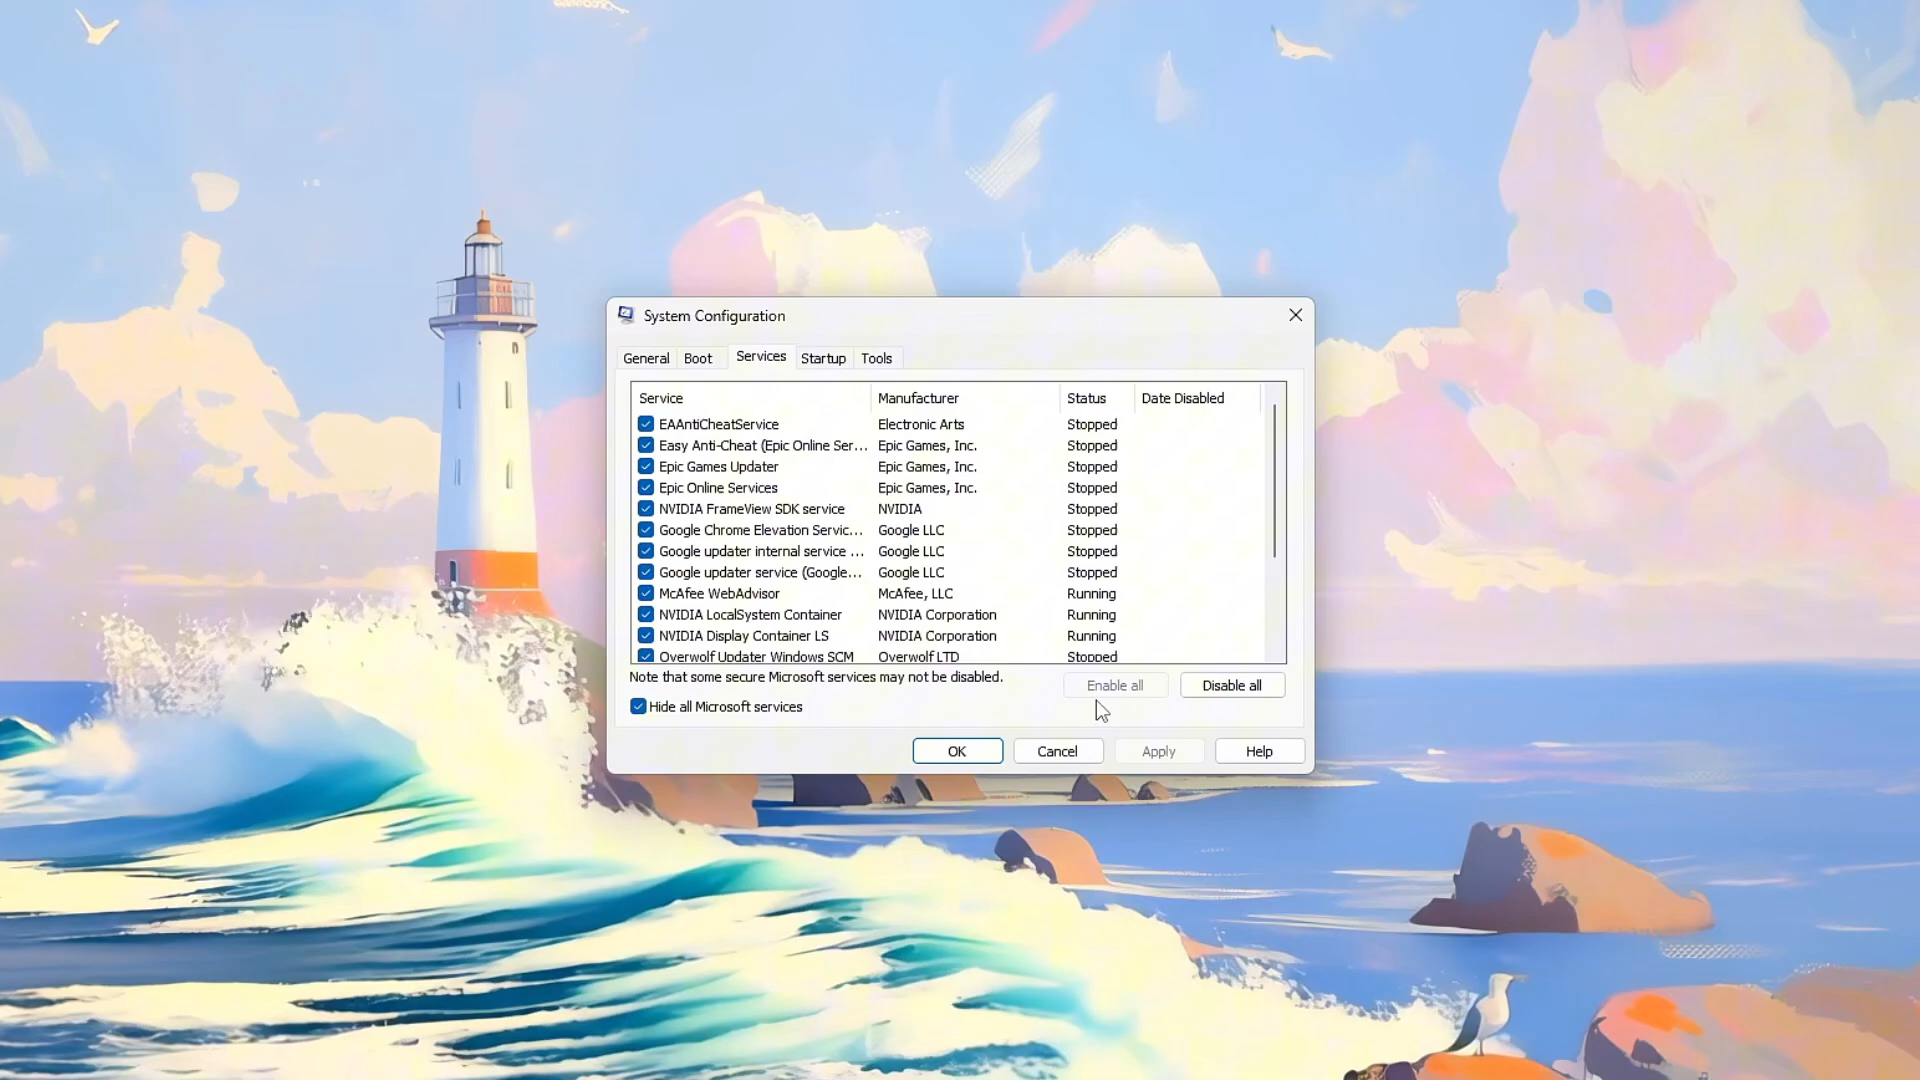 System Configuration
General Boot Services Startup Tools
Service Manufacturer Status Date Disabled
EAAntiCheatService Electronic Arts Stopped
Easy Anti-Cheat (Epic Online Ser... Epic Games, Inc. Stopped
Epic Games Updater Epic Games, Inc. Stopped
Epic Online Services Epic Games, Inc. Stopped
NVIDIA FrameView SDK service NVIDIA Stopped
Google Chrome Elevation Servic... Google LLC Stopped
Google updater internal service ... Google LLC Stopped
Google updater service (Google... Google LLC Stopped
McAfee WebAdvisor McAfee, LLC Running
NVIDIA LocalSystem Container NVIDIA Corporation Running
NVIDIA Display Container LS NVIDIA Corporation Running
Overwolf Updater Windows SCM Overwolf LTD Stopped
Note that some secure Microsoft services may not be disabled.
Enable all Disable all
Hide all Microsoft services
OK Cancel Apply Help